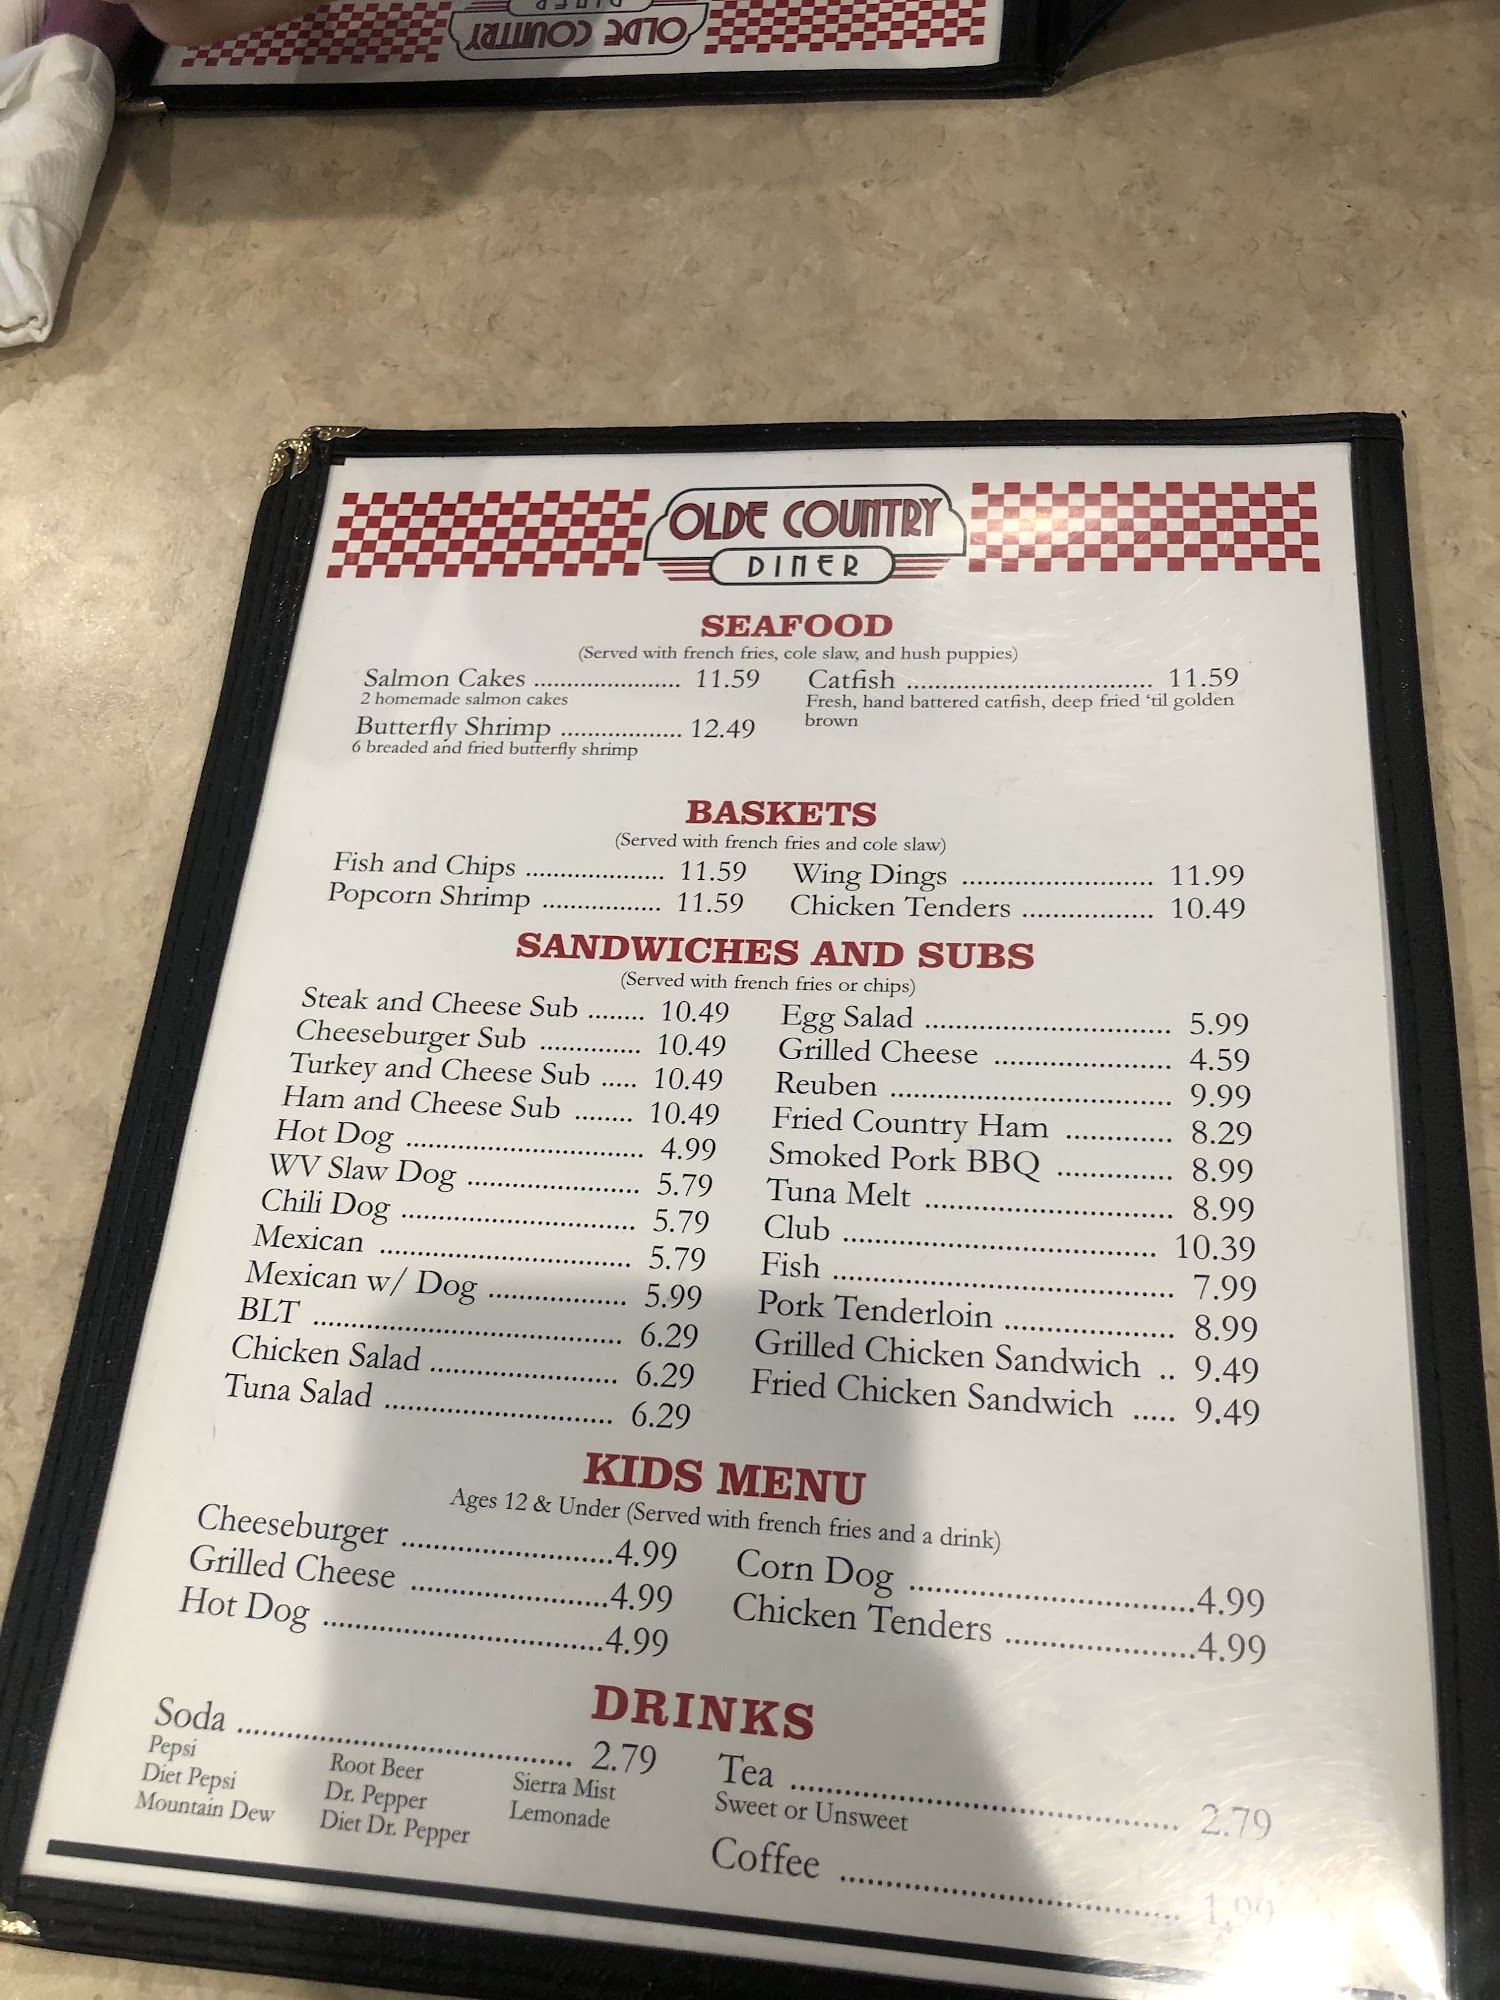 OLDE COUNTRY
DINER
OLDE COUNTRY
DINER
SEAFOOD
(Served with french fries, cole slaw, and hush puppies)
Salmon Cakes ...................... 11.59
2 homemade salmon cakes
Butterfly Shrimp .................. 12.49
6 breaded and fried butterfly shrimp
Catfish .................................... 11.59
Fresh, hand battered catfish, deep fried ‘til golden
brown
BASKETS
(Served with french fries and cole slaw)
Fish and Chips ..................... 11.59
Popcorn Shrimp .................. 11.59
Wing Dings ............................ 11.99
Chicken Tenders ................... 10.49
SANDWICHES AND SUBS
(Served with french fries or chips)
Steak and Cheese Sub ........ 10.49
Cheeseburger Sub .............. 10.49
Turkey and Cheese Sub ..... 10.49
Ham and Cheese Sub ........ 10.49
Hot Dog ................................ 4.99
WV Slaw Dog ....................... 5.79
Chili Dog ............................... 5.79
Mexican ................................. 5.79
Mexican w/ Dog ................... 5.99
BLT ......................................... 6.29
Chicken Salad ......................... 6.29
Tuna Salad .............................. 6.29
Egg Salad ................................. 5.99
Grilled Cheese ........................ 4.59
Reuben ...................................... 9.99
Fried Country Ham .............. 8.29
Smoked Pork BBQ ............... 8.99
Tuna Melt ................................. 8.99
Club .......................................... 10.39
Fish ............................................. 7.99
Pork Tenderloin ...................... 8.99
Grilled Chicken Sandwich .. 9.49
Fried Chicken Sandwich ..... 9.49
KIDS MENU
Ages 12 & Under (Served with french fries and a drink)
Cheeseburger ...........................4.99
Grilled Cheese .........................4.99
Hot Dog ....................................4.99
Corn Dog ....................................4.99
Chicken Tenders ........................4.99
DRINKS
Soda ........................................... 2.79
Pepsi
Diet Pepsi
Mountain Dew
Root Beer
Dr. Pepper
Diet Dr. Pepper
Sierra Mist
Lemonade
Tea ............................................... 2.79
Sweet or Unsweet
Coffee ......................................... 1.99